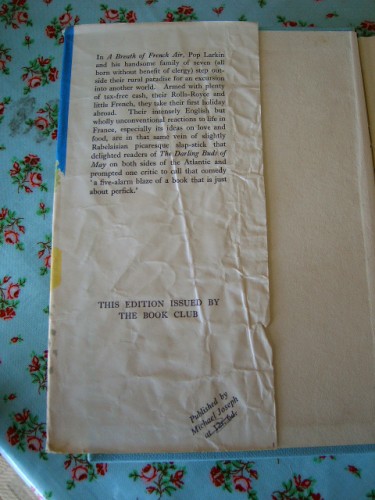 In A Breath of French Air, Pop Larkin
and his handsome family of seven (all
born without benefit of clergy) step out-
side their rural paradise for an excursion
into another world. Armed with plenty
of tax-free cash, their Rolls-Royce and
little French, they take their first holiday
abroad. Their intensely English but
wholly unconventional reactions to life in
France, especially its ideas on love and
food, are in that same vein of slightly
Rabelaisian picaresque slap-stick that
delighted readers of The Darling Buds of
May on both sides of the Atlantic and
prompted one critic to call that comedy
'a five-alarm blaze of a book that is just
about perfick.'
THIS EDITION ISSUED BY
THE BOOK CLUB
Published by
Michael Joseph
at